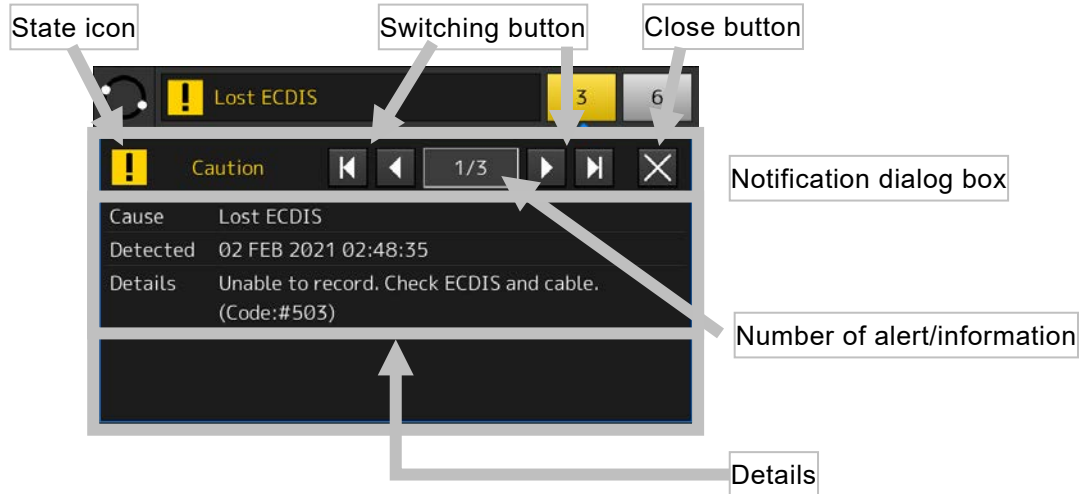 State icon
Switching button
Close button
Lost ECDIS
3
6
Caution
1/3
Notification dialog box
Cause Lost ECDIS
Detected 02 FEB 2021 02:48:35
Details Unable to record. Check ECDIS and cable.
(Code:#503)
Number of alert/information
Details